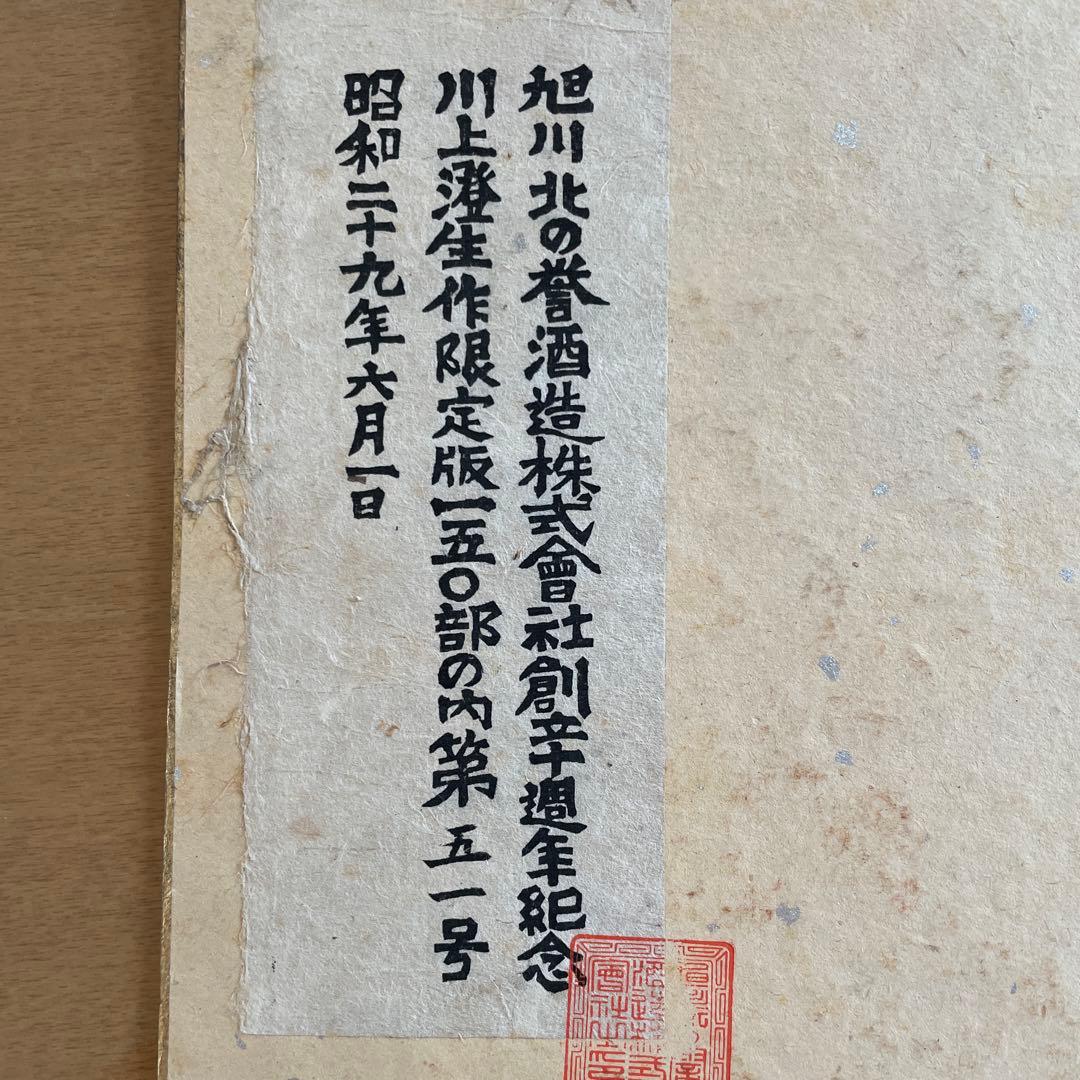 旭川北の誉酒造株式會社創立十週年紀念
川上澄生作限定版一五〇部の内第五一号
昭和二十九年六月一日